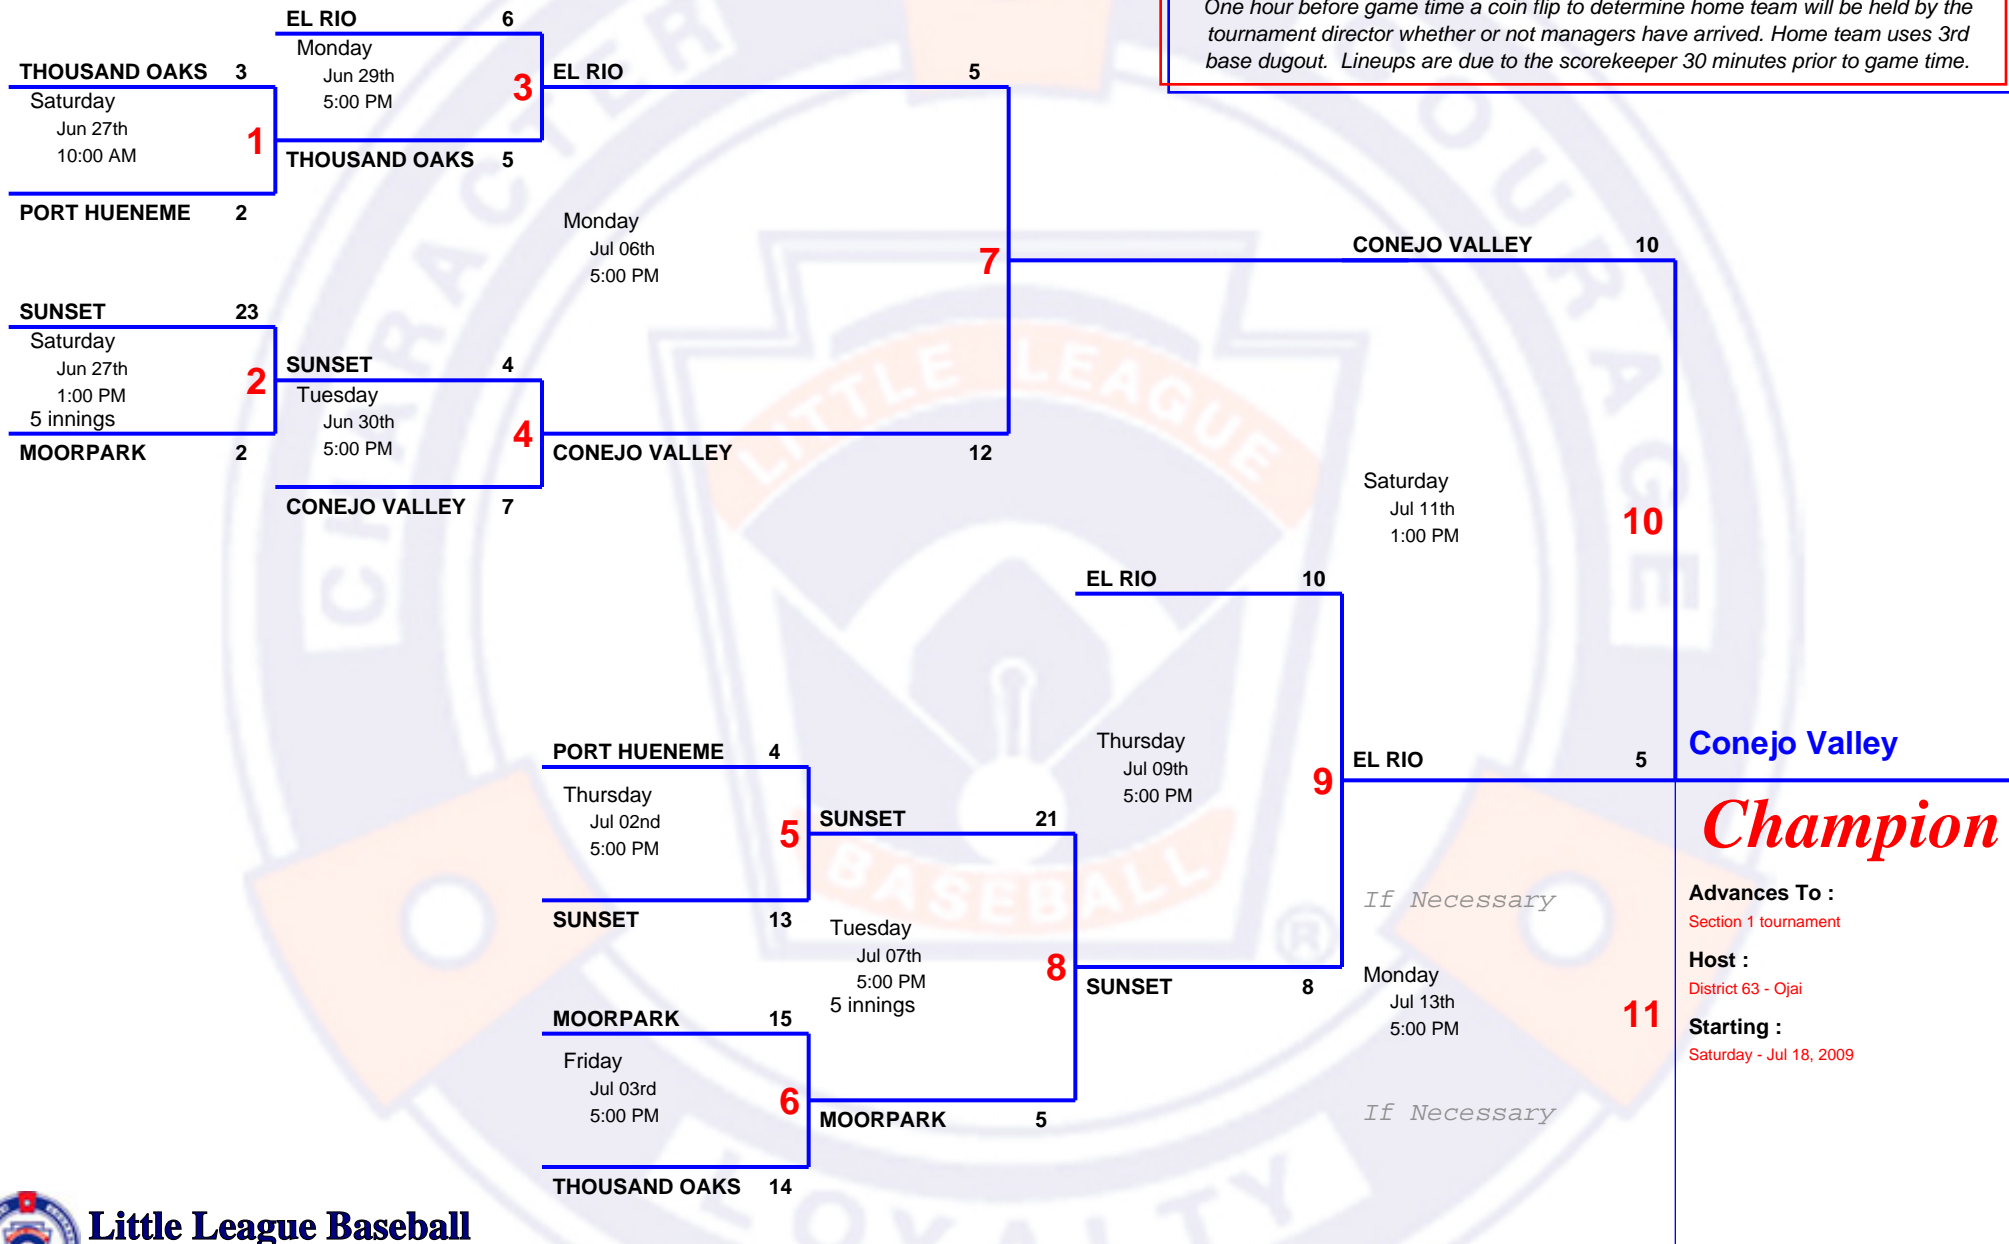 One hour before game time a coin flip to determine home team will be held by the
tournament director whether or not managers have arrived. Home team uses 3rd
base dugout. Lineups are due to the scorekeeper 30 minutes prior to game time.
EL RIO 6
Monday
Jun 29th
5:00 PM
3
THOUSAND OAKS 5
THOUSAND OAKS 3
Saturday
Jun 27th
10:00 AM
1
PORT HUENEME 2
EL RIO 5
Monday
Jul 06th
5:00 PM
7
CONEJO VALLEY 12
SUNSET 23
Saturday
Jun 27th
1:00 PM
5 innings
2
MOORPARK 2
SUNSET 4
Tuesday
Jun 30th
5:00 PM
4
CONEJO VALLEY 7
CONEJO VALLEY 10
Saturday
Jul 11th
1:00 PM
10
EL RIO 5
EL RIO 10
Thursday
Jul 09th
5:00 PM
9
SUNSET 8
PORT HUENEME 4
Thursday
Jul 02nd
5:00 PM
5
SUNSET 13
SUNSET 21
Tuesday
Jul 07th
5:00 PM
5 innings
8
MOORPARK 5
MOORPARK 15
Friday
Jul 03rd
5:00 PM
6
THOUSAND OAKS 14
If Necessary
Monday
Jul 13th
5:00 PM
11
If Necessary
Conejo Valley
Champion
Advances To :
Section 1 tournament
Host :
District 63 - Ojai
Starting :
Saturday - Jul 18, 2009
CHARACTER
COURAGE
LOYALTY
LITTLE LEAGUE
BASEBALL
®
Little League Baseball